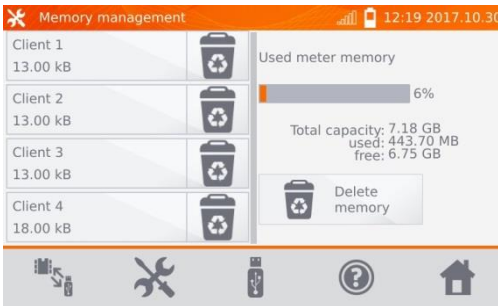 Memory management
12:19 2017.10.30
Client 1
13.00 kB
Client 2
13.00 kB
Client 3
13.00 kB
Client 4
18.00 kB
Used meter memory
6%
Total capacity: 7.18 GB
used: 443.70 MB
free: 6.75 GB
Delete
memory